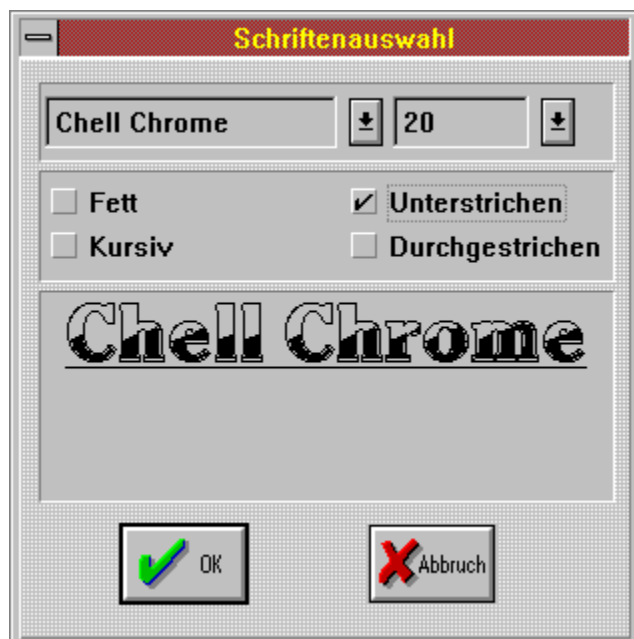 Schriftenauswahl
Chell Chrome 20
Fett Unterstrichen
Kursiv Durchgestrichen
Chell Chrome
OK Abbruch